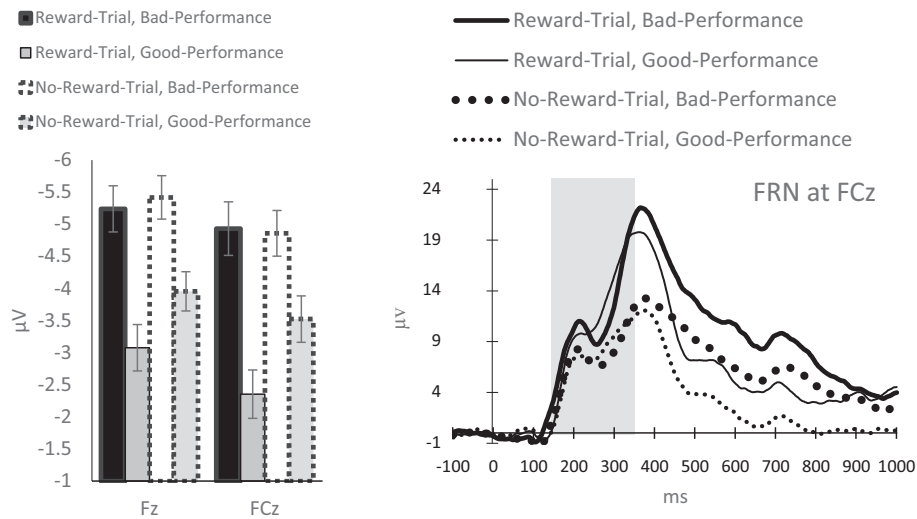 Reward-Trial, Bad-Performance
Reward-Trial, Good-Performance
No-Reward-Trial, Bad-Performance
No-Reward-Trial, Good-Performance
-6
-5.5
-5
-4.5
-4
-3.5
-3
-2.5
-2
-1.5
-1
μV
Fz FCz
Reward-Trial, Bad-Performance
Reward-Trial, Good-Performance
No-Reward-Trial, Bad-Performance
No-Reward-Trial, Good-Performance
FRN at FCz
24
19
14
9
4
-1
μv
-100 0 100 200 300 400 500 600 700 800 900 1000
ms